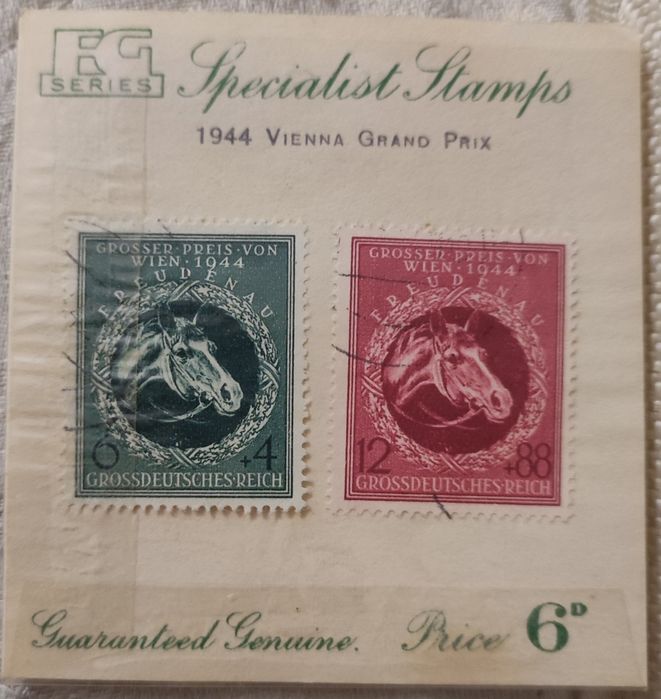 FG
SERIES
Specialist Stamps
1944 VIENNA GRAND PRIX
GROSSER·PREIS·VON
WIEN·1944
FREUDENAU
6 +4
GROSSDEUTSCHES·REICH
GROSSER·PREIS·VON
WIEN·1944
FREUDENAU
12 +88
GROSSDEUTSCHES·REICH
Guaranteed Genuine. Price 6D